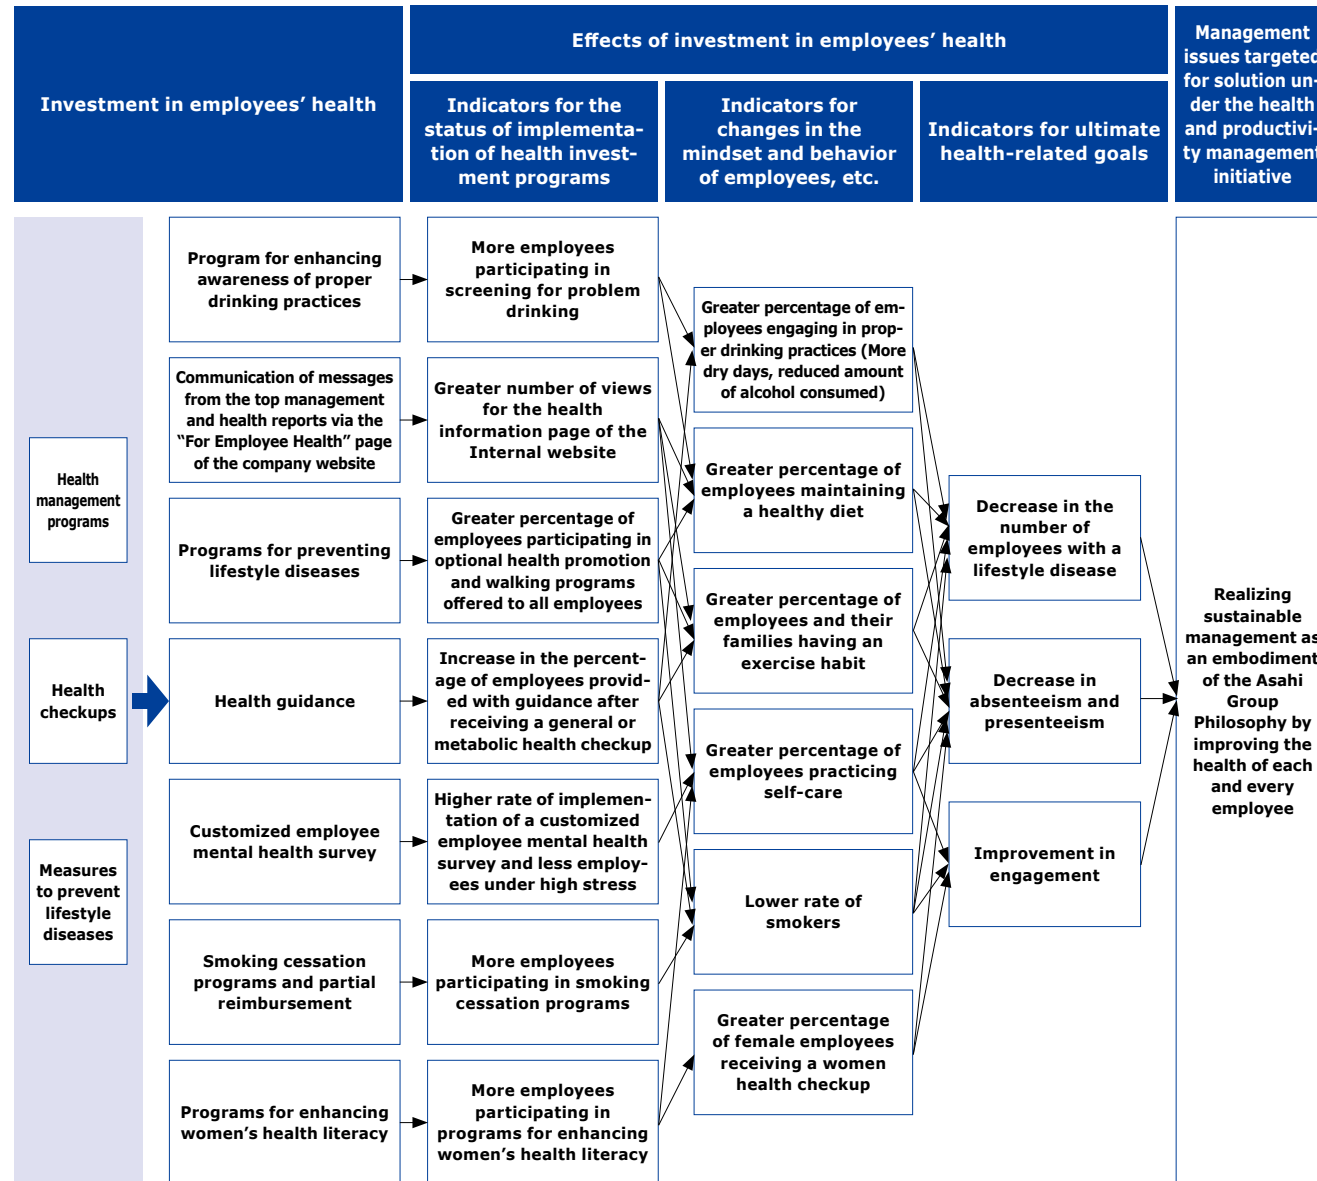 Investment in employees’ health
Effects of investment in employees’ health
Indicators for the
status of implementa-
tion of health invest-
ment programs
Indicators for
changes in the
mindset and behavior
of employees, etc.
Indicators for ultimate
health-related goals
Management
issues targeted
for solution un-
der the health
and productivi-
ty management
initiative
Health
management
programs
Health
checkups
Measures
to prevent
lifestyle
diseases
Program for enhancing
awareness of proper
drinking practices
Communication of messages
from the top management
and health reports via the
“For Employee Health” page
of the company website
Programs for preventing
lifestyle diseases
Health guidance
Customized employee
mental health survey
Smoking cessation
programs and partial
reimbursement
Programs for enhancing
women’s health literacy
More employees
participating in
screening for problem
drinking
Greater number of views
for the health
information page of the
Internal website
Greater percentage of
employees participating in
optional health promotion
and walking programs
offered to all employees
Increase in the percent-
age of employees provid-
ed with guidance after
receiving a general or
metabolic health checkup
Higher rate of implemen-
tation of a customized
employee mental health
survey and less employ-
ees under high stress
More employees
participating in smoking
cessation programs
More employees
participating in
programs for enhancing
women’s health literacy
Greater percentage of em-
ployees engaging in prop-
er drinking practices (More
dry days, reduced amount
of alcohol consumed)
Greater percentage of
employees maintaining
a healthy diet
Greater percentage of
employees and their
families having an
exercise habit
Greater percentage of
employees practicing
self-care
Lower rate of
smokers
Greater percentage
of female employees
receiving a women
health checkup
Decrease in the
number of
employees with a
lifestyle disease
Decrease in
absenteeism and
presenteeism
Improvement in
engagement
Realizing
sustainable
management as
an embodiment
of the Asahi
Group
Philosophy by
improving the
health of each
and every
employee